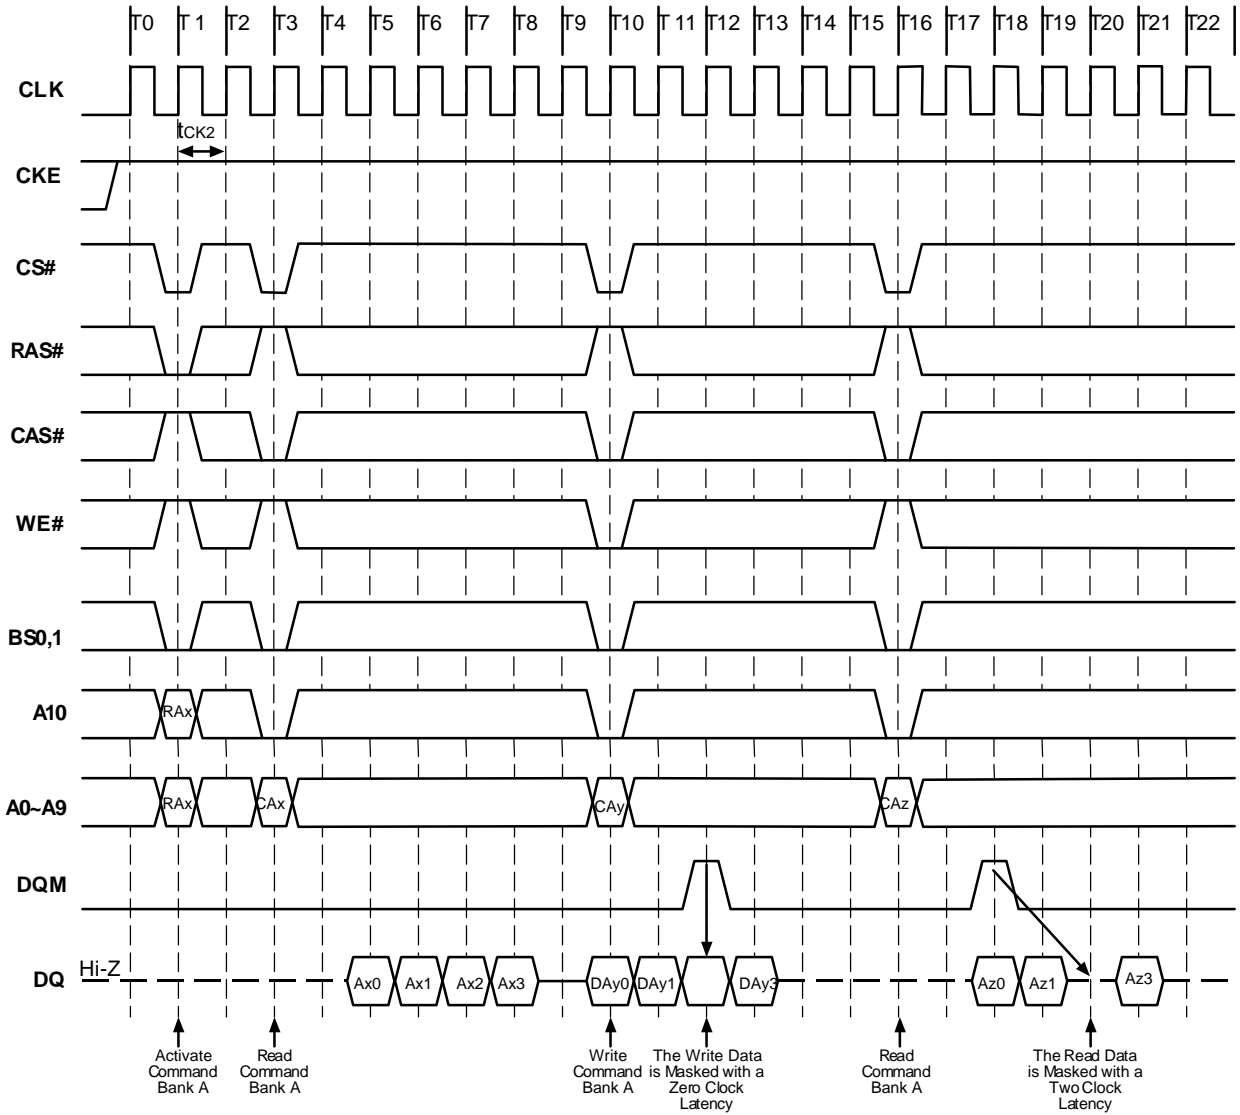 T0 T1 T2 T3 T4 T5 T6 T7 T8 T9 T10 T11 T12 T13 T14 T15 T16 T17 T18 T19 T20 T21 T22
CLK
tCK2
CKE
CS#
RAS#
CAS#
WE#
BS0,1
A10
RAx
A0~A9
RAx CAx CAy CAz
DQM
Hi-Z
DQ
Ax0 Ax1 Ax2 Ax3 DAy0 DAy1 DAy3 Az0 Az1 Az3
Activate
Command
Bank A
Read
Command
Bank A
Write
Command
Bank A
The Write Data
is Masked with a
Zero Clock
Latency
Read
Command
Bank A
The Read Data
is Masked with a
Two Clock
Latency